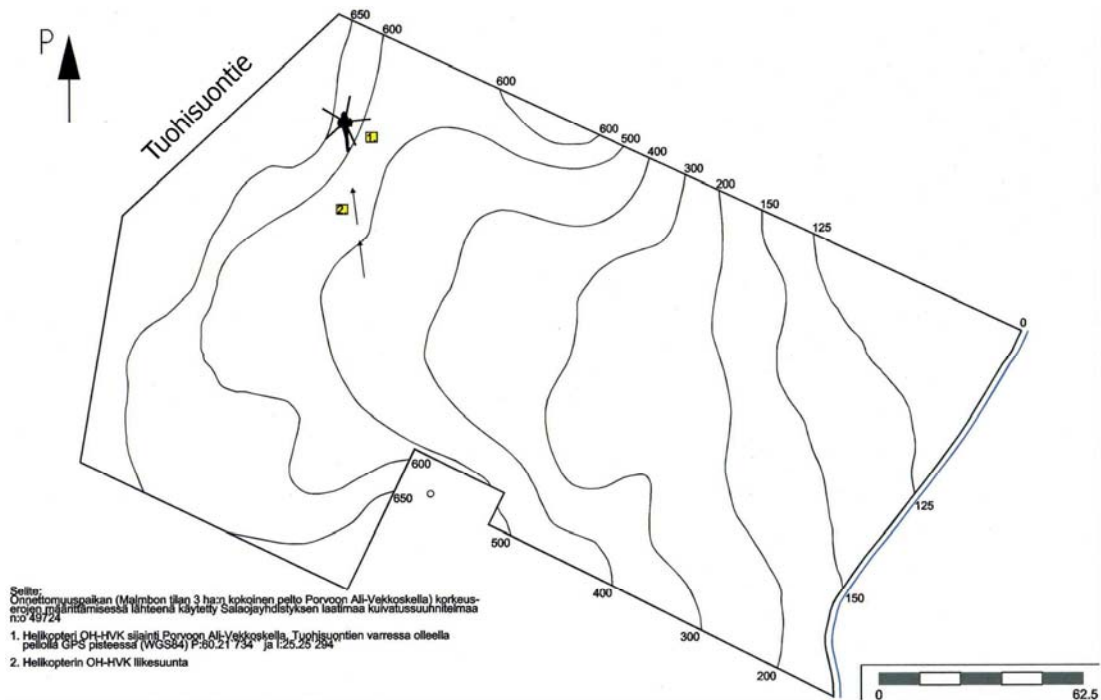 P
Tuohisuontie
650
600
600
600
500
400
300
200
150
125
0
1.
2.
600
650
500
400
300
200
150
125
Selite:
Onnettomuuspaikan (Malmbon tilan 3 ha:n kokoinen pelto Porvoon Ali-Vekkoskella) korkeus-
erojen määrittämisessä lähteenä käytetty Salaojayhdistyksen laatimaa kuivatussuuhnitelmaa
n:o 49724
1. Helikopteri OH-HVK sijainti Porvoon Ali-Vekkoskella, Tuohisuontien varressa olleella
pellolla GPS pisteessä (WGS84) P:60.21 734'' ja I:25.25 294''
2. Helikopterin OH-HVK liikesuunta
0 62.5